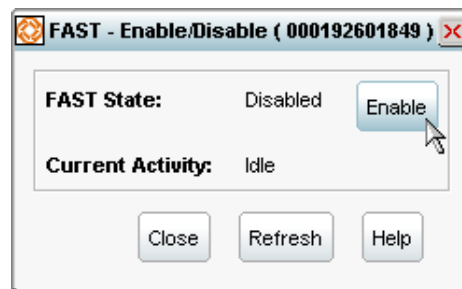 FAST - Enable/Disable ( 000192601849 )
FAST State: Disabled Enable
Current Activity: Idle
Close Refresh Help